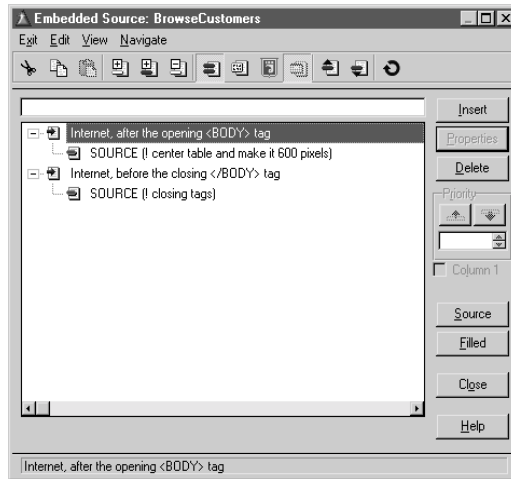 Embedded Source: BrowseCustomers
Exit Edit View Navigate
Insert
Internet, after the opening <BODY> tag
Properties
SOURCE (! center table and make it 600 pixels)
Delete
Internet, before the closing </BODY> tag
SOURCE (! closing tags)
Priority
Column 1
Source
Filled
Close
Help
Internet, after the opening <BODY> tag